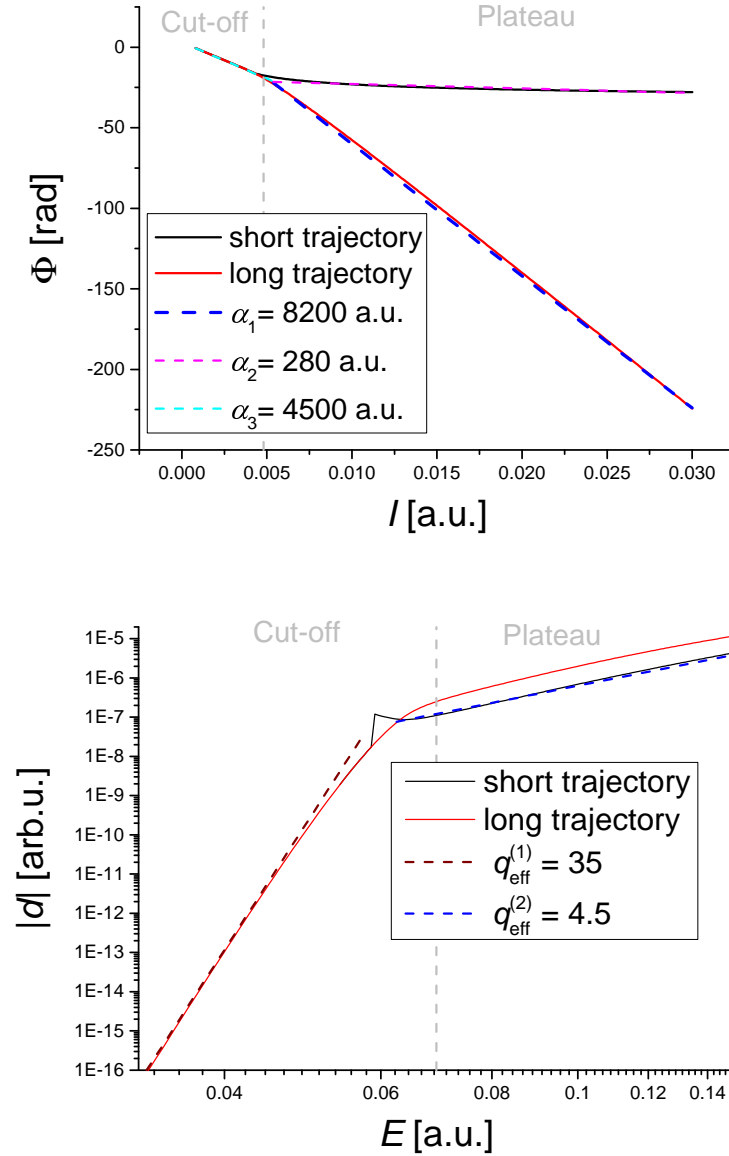 Cut-off Plateau
0
-50
-100
-150
-200
-250
Φ [rad]
short trajectory
long trajectory
α₁= 8200 a.u.
α₂= 280 a.u.
α₃= 4500 a.u.
0.000 0.005 0.010 0.015 0.020 0.025 0.030
I [a.u.]
Cut-off Plateau
1E-5
1E-6
1E-7
1E-8
1E-9
1E-10
1E-11
1E-12
1E-13
1E-14
1E-15
1E-16
|d| [arb.u.]
short trajectory
long trajectory
q_eff^(1) = 35
q_eff^(2) = 4.5
0.04 0.06 0.08 0.1 0.12 0.14
E [a.u.]